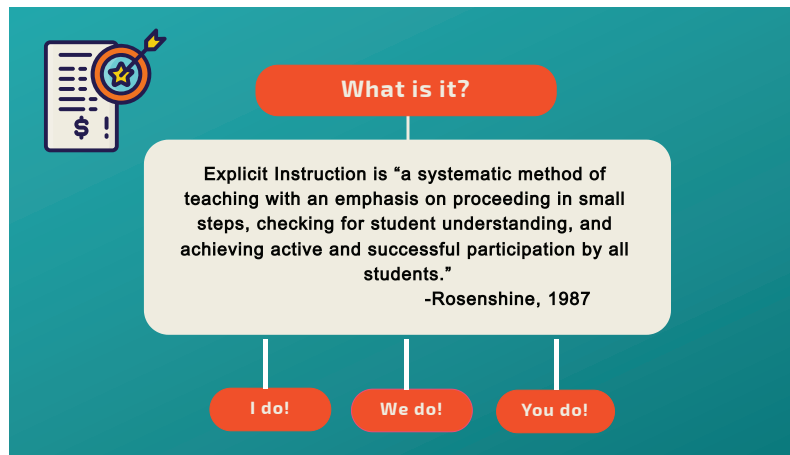 What is it?
Explicit Instruction is “a systematic method of
teaching with an emphasis on proceeding in small
steps, checking for student understanding, and
achieving active and successful participation by all
students.”
-Rosenshine, 1987
$ !
I do!
We do!
You do!